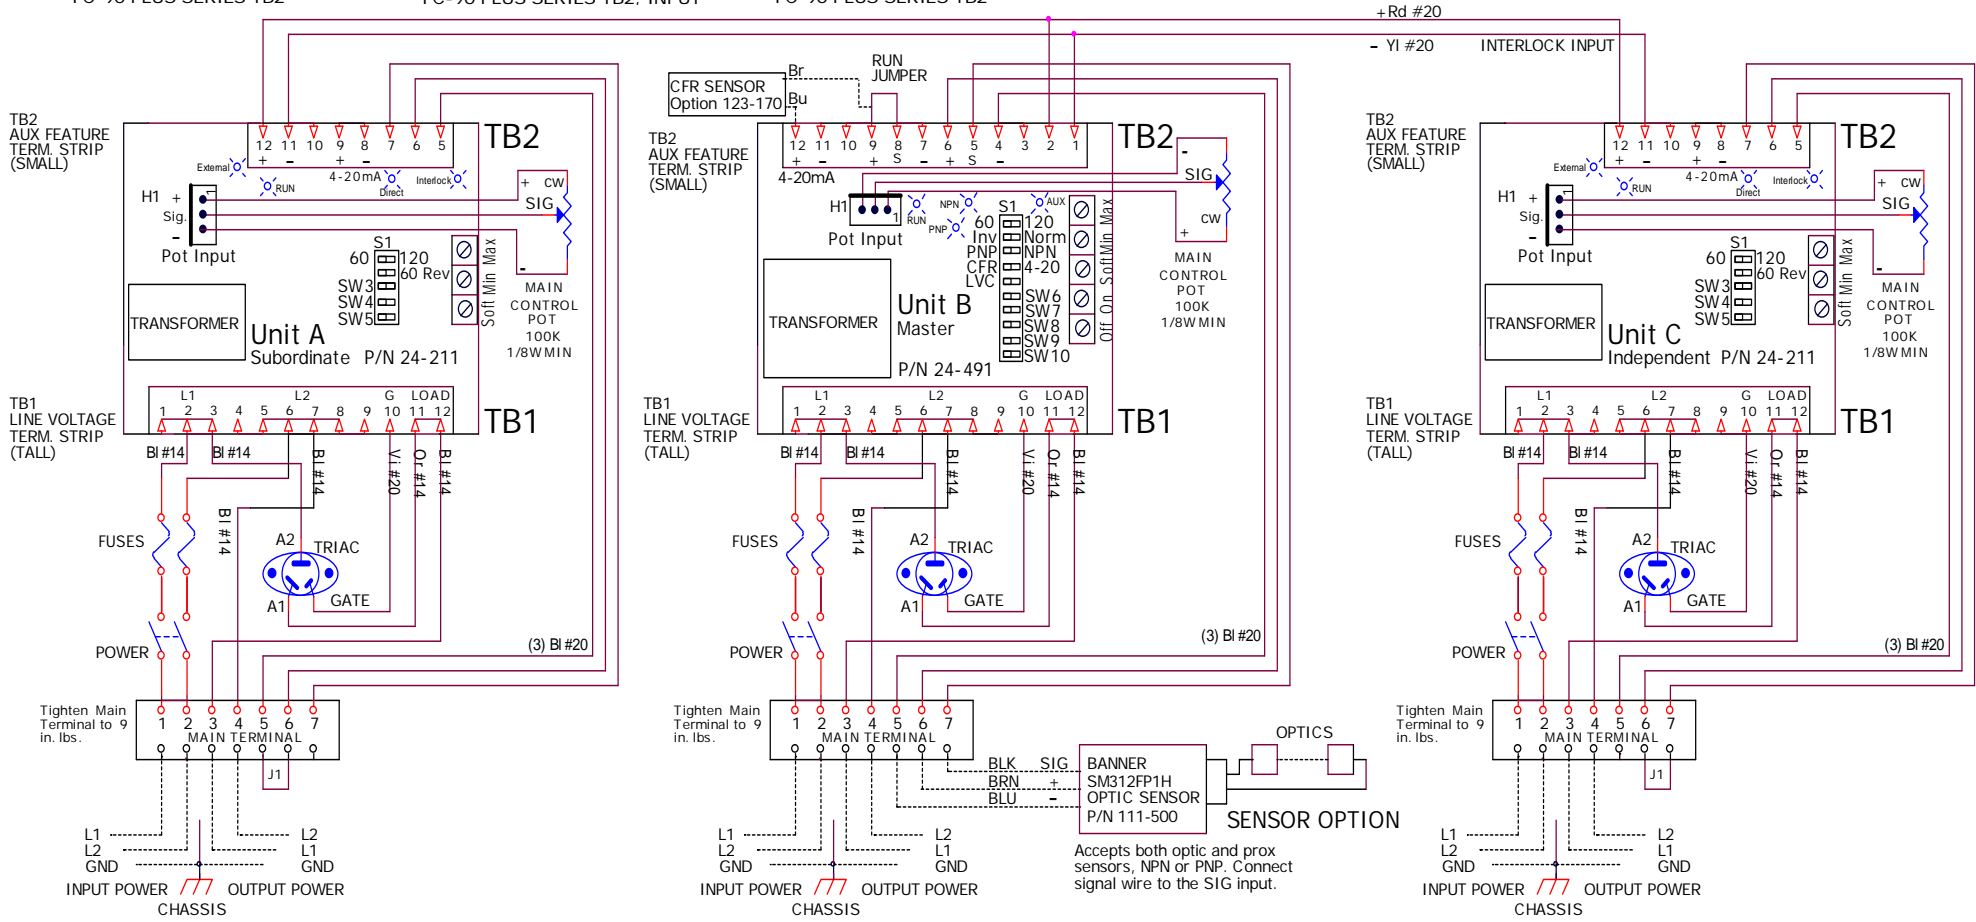 +Rd #20
- Yl #20 INTERLOCK INPUT
TB2
AUX FEATURE
TERM. STRIP
(SMALL)
12 11 10 9 8 7 6 5
+ - + -
TB2
External
RUN
4-20mA
Direct
Interlock
H1 +
Sig.
-
1
Pot Input
+ CW
SIG
-
S1
60 120
60 Rev
SW3
SW4
SW5
Soft Min Max
MAIN
CONTROL
POT
100K
1/8W MIN
TRANSFORMER
Unit A
Subordinate P/N 24-211
TB1
LINE VOLTAGE
TERM. STRIP
(TALL)
L1 L2 G LOAD
1 2 3 4 5 6 7 8 9 10 11 12
TB1
Bl #14
Bl #14
Bl #14
Vi #20
Or #14
Bl #14
Bl #14
FUSES
A2
TRIAC
A1
GATE
POWER
(3) Bl #20
Tighten Main
Terminal to 9
in. lbs.
1 2 3 4 5 6 7
MAIN TERMINAL
J1
L1 L2
L2 L1
GND GND
INPUT POWER OUTPUT POWER
CHASSIS
CFR SENSOR
Option 123-170
Br
Bu
RUN
JUMPER
TB2
AUX FEATURE
TERM. STRIP
(SMALL)
12 11 10 9 8 7 6 5 4 3 2 1
+ - + S - + S -
TB2
4-20mA
H1
1
Pot Input
RUN
NPN
PNP
AUX
-
SIG
CW
+
S1
60 120
Inv Norm
PNP NPN
CFR 4-20
LVC
SW6
SW7
SW8
SW9
SW10
Off On Soft Min Max
MAIN
CONTROL
POT
100K
1/8W MIN
TRANSFORMER
Unit B
Master
P/N 24-491
TB1
LINE VOLTAGE
TERM. STRIP
(TALL)
L1 L2 G LOAD
1 2 3 4 5 6 7 8 9 10 11 12
TB1
Bl #14
Bl #14
Bl #14
Vi #20
Or #14
Bl #14
Bl #14
FUSES
A2
TRIAC
A1
GATE
POWER
(3) Bl #20
Tighten Main
Terminal to 9
in. lbs.
1 2 3 4 5 6 7
MAIN TERMINAL
BLK SIG
BRN +
BLU -
BANNER
SM312FP1H
OPTIC SENSOR
P/N 111-500
OPTICS
SENSOR OPTION
Accepts both optic and prox
sensors, NPN or PNP. Connect
signal wire to the SIG input.
L1 L2
L2 L1
GND GND
INPUT POWER OUTPUT POWER
CHASSIS
TB2
AUX FEATURE
TERM. STRIP
(SMALL)
12 11 10 9 8 7 6 5
+ - + -
TB2
External
RUN
4-20mA
Direct
Interlock
H1 +
Sig.
-
1
Pot Input
+ CW
SIG
-
S1
60 120
60 Rev
SW3
SW4
SW5
Soft Min Max
MAIN
CONTROL
POT
100K
1/8W MIN
TRANSFORMER
Unit C
Independent P/N 24-211
TB1
LINE VOLTAGE
TERM. STRIP
(TALL)
L1 L2 G LOAD
1 2 3 4 5 6 7 8 9 10 11 12
TB1
Bl #14
Bl #14
Bl #14
Vi #20
Or #14
Bl #14
Bl #14
FUSES
A2
TRIAC
A1
GATE
POWER
(3) Bl #20
Tighten Main
Terminal to 9
in. lbs.
1 2 3 4 5 6 7
MAIN TERMINAL
J1
L1 L2
L2 L1
GND GND
INPUT POWER OUTPUT POWER
CHASSIS